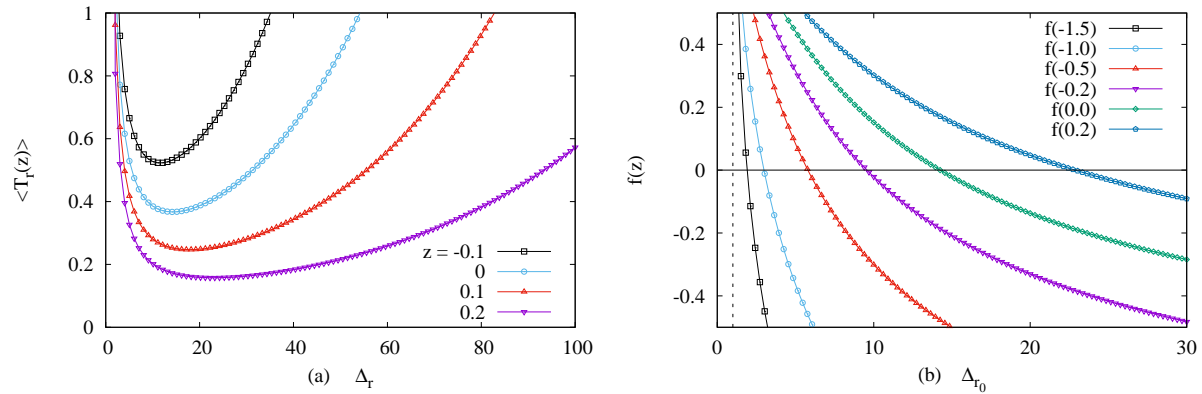 <T_r(z)>
1
0.8
0.6
0.4
0.2
0
0 20 40 60 80 100
(a) Δ_r
z = -0.1
0
0.1
0.2
f(z)
0.4
0.2
0
-0.2
-0.4
0 10 20 30
(b) Δ_{r_0}
f(-1.5)
f(-1.0)
f(-0.5)
f(-0.2)
f(0.0)
f(0.2)